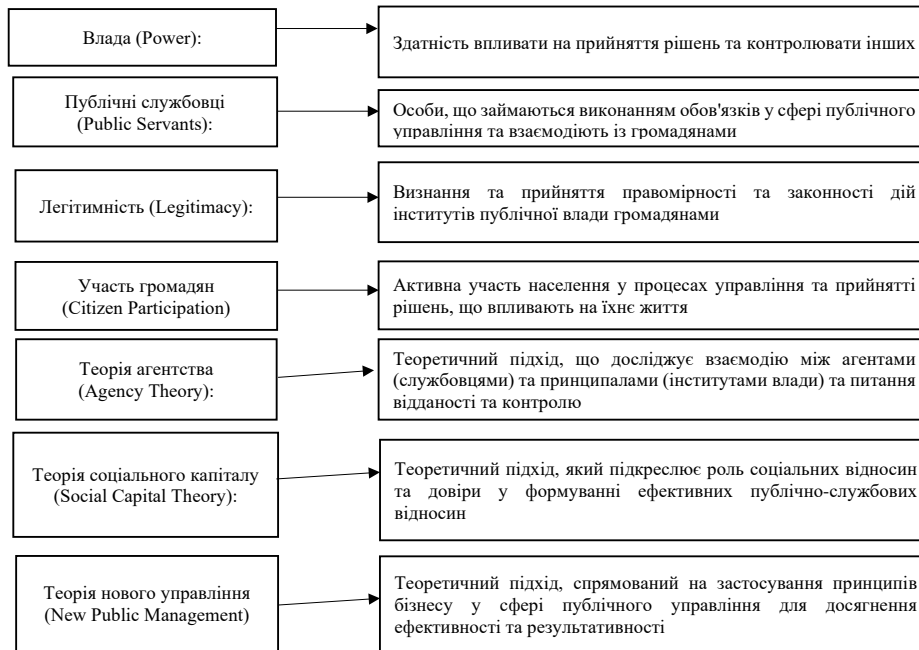 Влада (Power):
Здатність впливати на прийняття рішень та контролювати інших
Публічні службовці
(Public Servants):
Особи, що займаються виконанням обов'язків у сфері публічного
управління та взаємодіють із громадянами
Легітимність (Legitimacy):
Визнання та прийняття правомірності та законності дій
інститутів публічної влади громадянами
Участь громадян
(Citizen Participation)
Активна участь населення у процесах управління та прийнятті
рішень, що впливають на їхнє життя
Теорія агентства
(Agency Theory):
Теоретичний підхід, що досліджує взаємодію між агентами
(службовцями) та принципалами (інститутами влади) та питання
відданості та контролю
Теорія соціального капіталу
(Social Capital Theory):
Теоретичний підхід, який підкреслює роль соціальних відносин
та довіри у формуванні ефективних публічно-службових
відносин
Теорія нового управління
(New Public Management)
Теоретичний підхід, спрямований на застосування принципів
бізнесу у сфері публічного управління для досягнення
ефективності та результативності